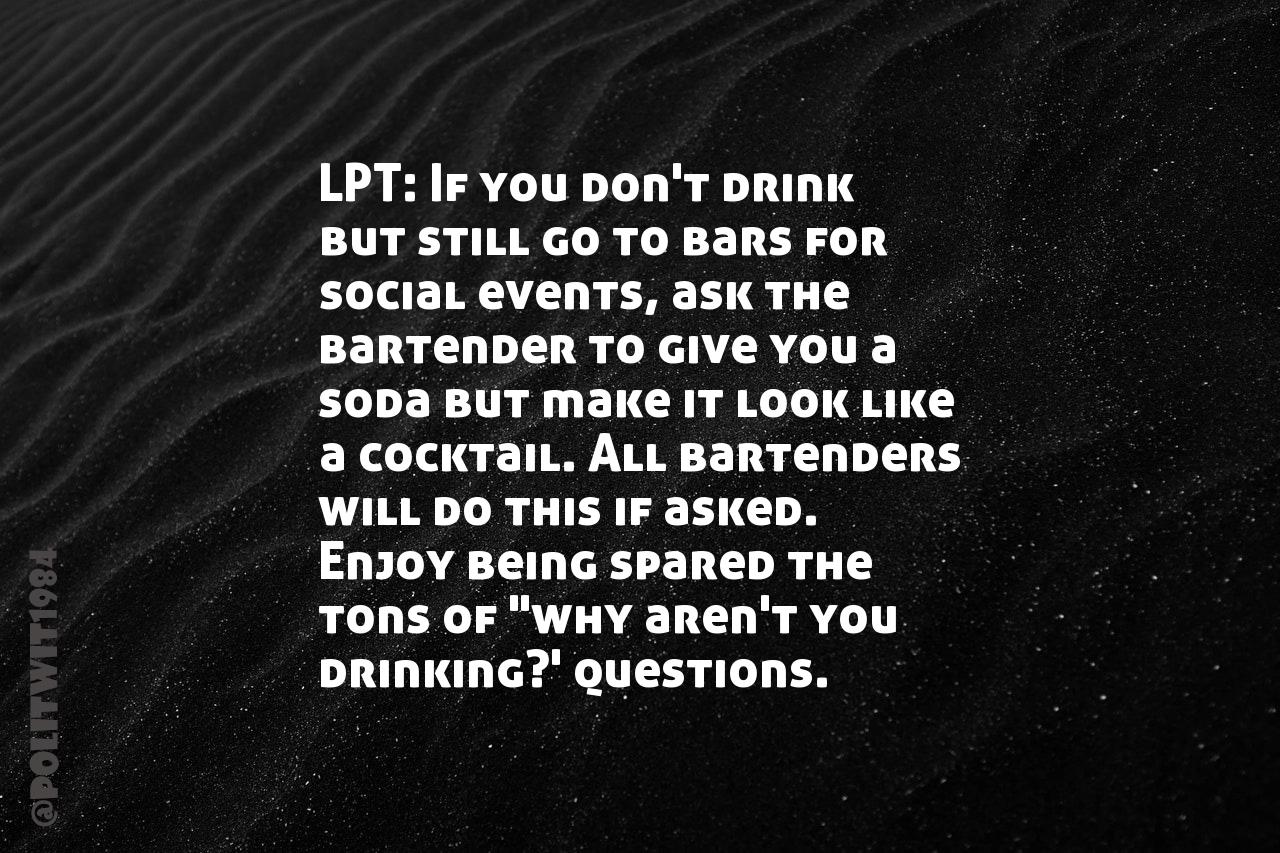 LPT: If you don't drink
but still go to bars for
social events, ask the
bartender to give you a
soda but make it look like
a cocktail. All bartenders
will do this if asked.
Enjoy being spared the
tons of "why aren't you
drinking?' questions.
@POLITWIT1984